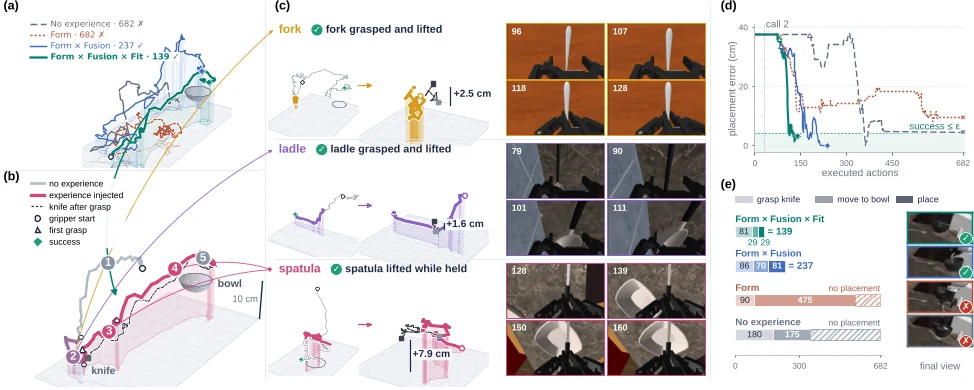 (a)
No experience · 682 ✗
Form · 682 ✗
Form × Fusion · 237 ✓
Form × Fusion × Fit · 139 ✓
(b)
no experience
experience injected
knife after grasp
gripper start
first grasp
success
1
2
3
4
5
bowl
10 cm
knife
(c)
fork ✓ fork grasped and lifted
+2.5 cm
96
107
118
128
ladle ✓ ladle grasped and lifted
+1.6 cm
79
90
101
111
spatula ✓ spatula lifted while held
+7.9 cm
128
139
150
160
(d)
call 2
placement error (cm)
40
20
0
success ≤ ε
0
150
300
450
682
executed actions
(e)
grasp knife
move to bowl
place
Form × Fusion × Fit
81 = 139
29 29
Form × Fusion
86 70 81 = 237
Form no placement
90 475
No experience no placement
180 175
0 363 682
final view